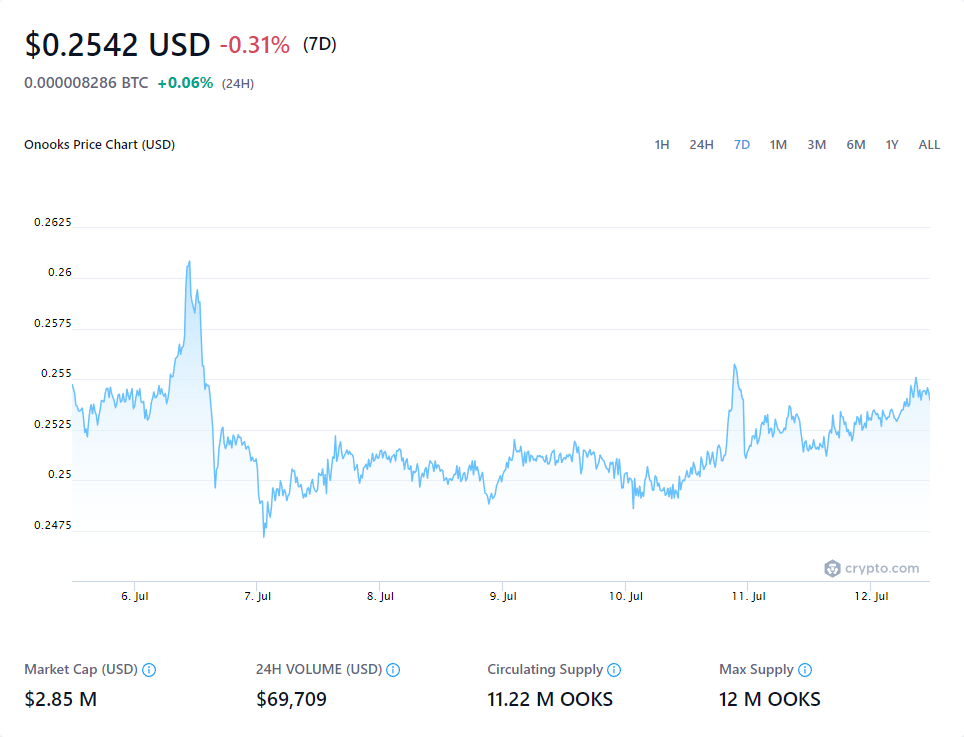 $0.2542 USD -0.31% (7D)
0.000008286 BTC +0.06% (24H)
Onooks Price Chart (USD) 1H 24H 7D 1M 3M 6M 1Y ALL
0.2625
0.26
0.2575
0.255
0.2525
0.25
0.2475
crypto.com
6. Jul 7. Jul 8. Jul 9. Jul 10. Jul 11. Jul 12. Jul
Market Cap (USD) 24H VOLUME (USD) Circulating Supply Max Supply
$2.85 M $69,709 11.22 M OOKS 12 M OOKS